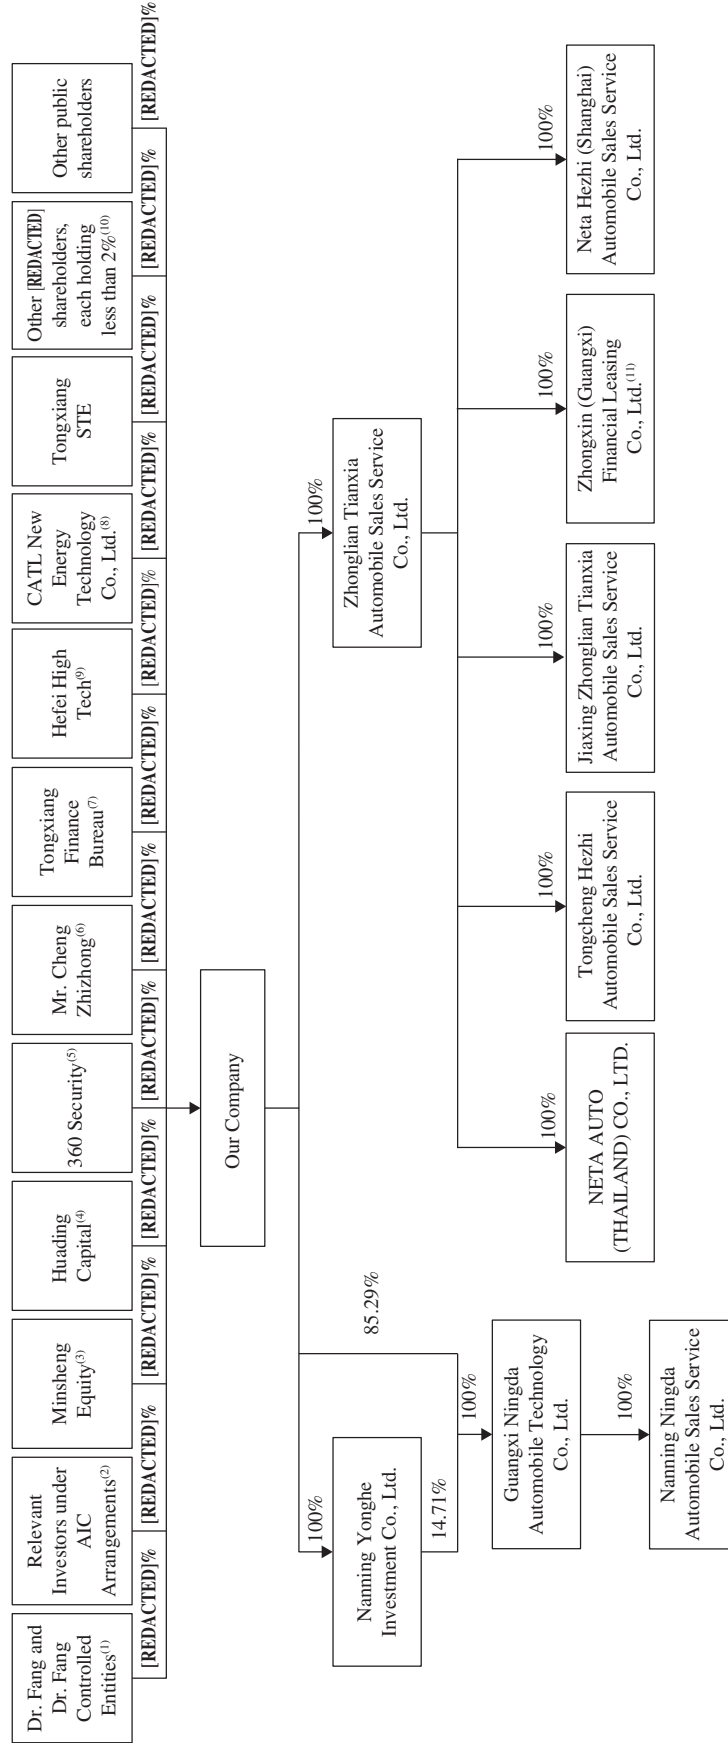 Dr. Fang and
Dr. Fang
Controlled
Entities(1)
Relevant
Investors under
AIC
Arrangements(2)
Minsheng
Equity(3)
Huading
Capital(4)
360 Security(5)
Mr. Cheng
Zhizhong(6)
Tongxiang
Finance
Bureau(7)
Hefei High
Tech(9)
CATL New
Energy
Technology
Co., Ltd.(8)
Tongxiang
STE
Other [REDACTED]
shareholders,
each holding
less than 2%(10)
Other public
shareholders
[REDACTED]%
[REDACTED]%
[REDACTED]%
[REDACTED]%
[REDACTED]%
[REDACTED]%
[REDACTED]%
[REDACTED]%
[REDACTED]%
[REDACTED]%
[REDACTED]%
[REDACTED]%
Our Company
100%
100%
Nanning Yonghe
Investment Co., Ltd.
85.29%
Zhonglian Tianxia
Automobile Sales Service
Co., Ltd.
14.71%
100%
100%
100%
100%
100%
100%
Guangxi Ningda
Automobile Technology
Co., Ltd.
NETA AUTO
(THAILAND) CO., LTD.
Tongcheng Hezhi
Automobile Sales Service
Co., Ltd.
Jiaxing Zhonglian Tianxia
Automobile Sales Service
Co., Ltd.
Zhongxin (Guangxi)
Financial Leasing
Co., Ltd.(11)
Neta Hezhi (Shanghai)
Automobile Sales Service
Co., Ltd.
100%
Nanning Ningda
Automobile Sales Service
Co., Ltd.